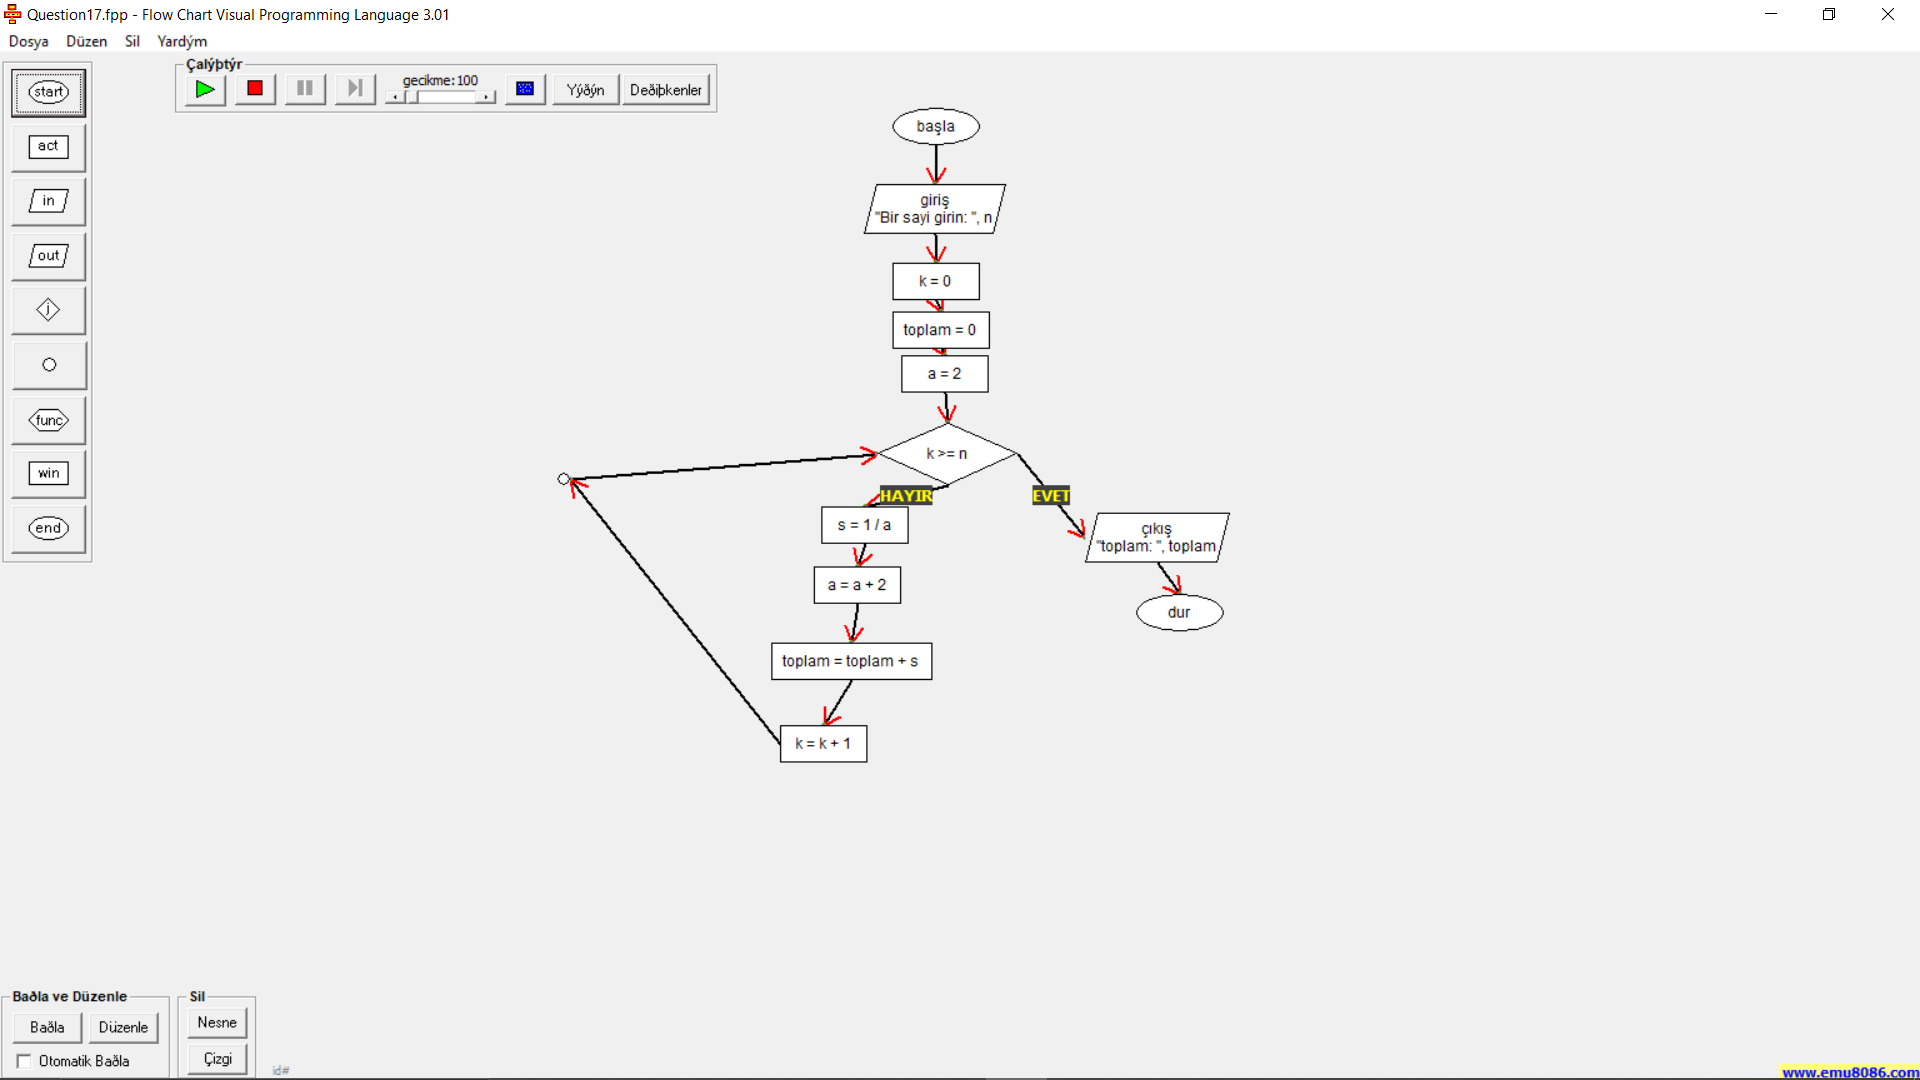 Question17.fpp - Flow Chart Visual Programming Language 3.01
Dosya Düzen Sil Yardým
Çalýþtýr
gecikme:100
Yýðýn
Deðiþkenler
start
act
in
out
j
func
win
end
başla
giriş
"Bir sayi girin: ", n
k = 0
toplam = 0
a = 2
k >= n
HAYIR
EVET
s = 1 / a
a = a + 2
toplam = toplam + s
k = k + 1
çıkış
"toplam: ", toplam
dur
Baðla ve Düzenle
Baðla
Düzenle
Otomatik Baðla
Sil
Nesne
Çizgi
id#
www.emu8086.com